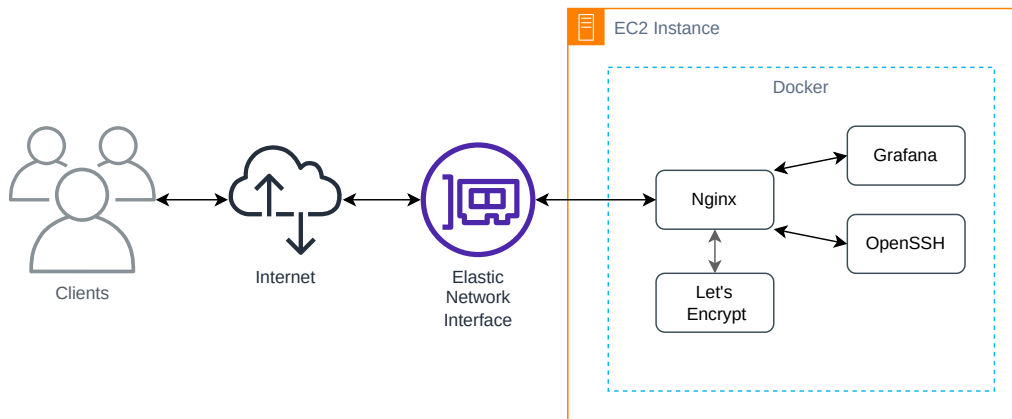 EC2 Instance
Docker
Grafana
Nginx
OpenSSH
Let's
Encrypt
Clients
Internet
Elastic
Network
Interface